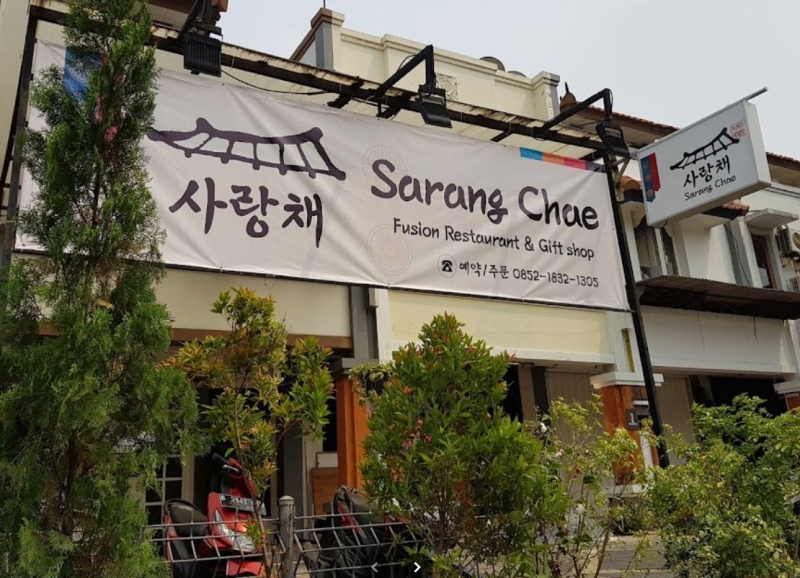 사랑채
Sarang Chae
Fusion Restaurant & Gift shop
☎ 예약/주문 0852-1832-1305
사랑채
Sarang Chae